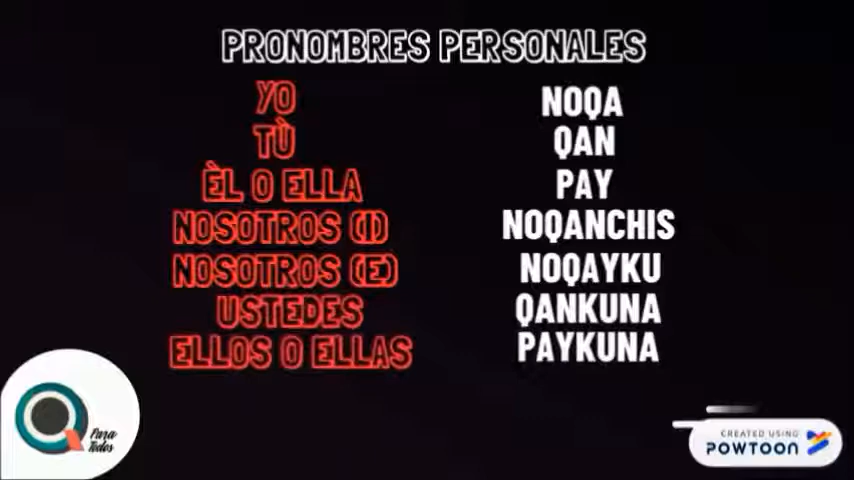 PRONOMBRES PERSONALES
YO NOQA
TÙ QAN
ÈL O ELLA PAY
NOSOTROS (I) NOQANCHIS
NOSOTROS (E) NOQAYKU
USTEDES QANKUNA
ELLOS O ELLAS PAYKUNA
Para
Todos
CREATED USING
POWTOON